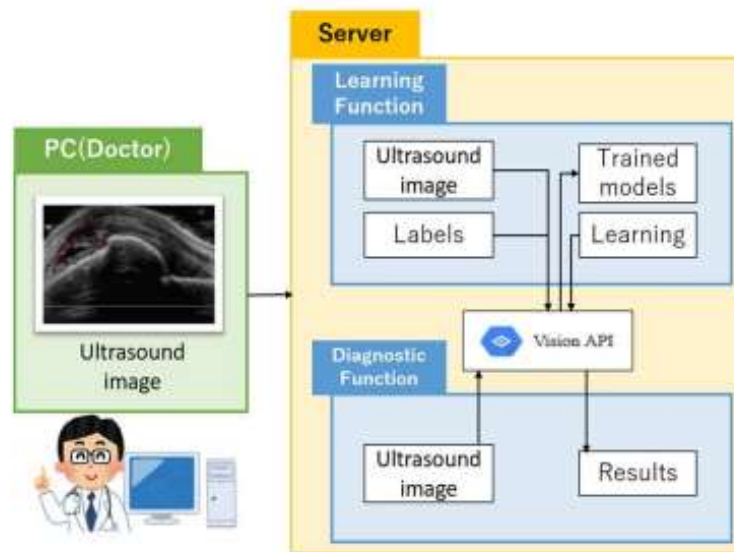 Server
Learning
Function
PC(Doctor)
Ultrasound
image
Ultrasound
image
Trained
models
Labels
Learning
Vision API
Diagnostic
Function
Ultrasound
image
Results